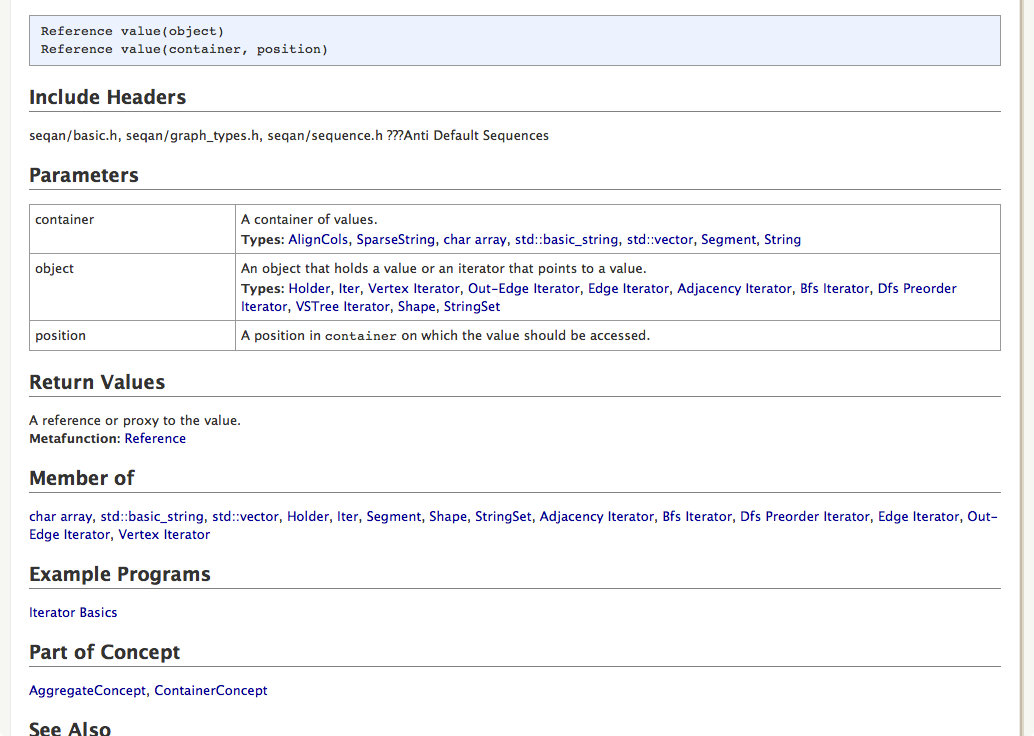 Reference value(object)
Reference value(container, position)
Include Headers
seqan/basic.h, seqan/graph_types.h, seqan/sequence.h ???Anti Default Sequences
Parameters
container
A container of values.
Types: AlignCols, SparseString, char array, std::basic_string, std::vector, Segment, String
object
An object that holds a value or an iterator that points to a value.
Types: Holder, Iter, Vertex Iterator, Out-Edge Iterator, Edge Iterator, Adjacency Iterator, Bfs Iterator, Dfs Preorder
Iterator, VSTree Iterator, Shape, StringSet
position
A position in container on which the value should be accessed.
Return Values
A reference or proxy to the value.
Metafunction: Reference
Member of
char array, std::basic_string, std::vector, Holder, Iter, Segment, Shape, StringSet, Adjacency Iterator, Bfs Iterator, Dfs Preorder Iterator, Edge Iterator, Out-
Edge Iterator, Vertex Iterator
Example Programs
Iterator Basics
Part of Concept
AggregateConcept, ContainerConcept
See Also